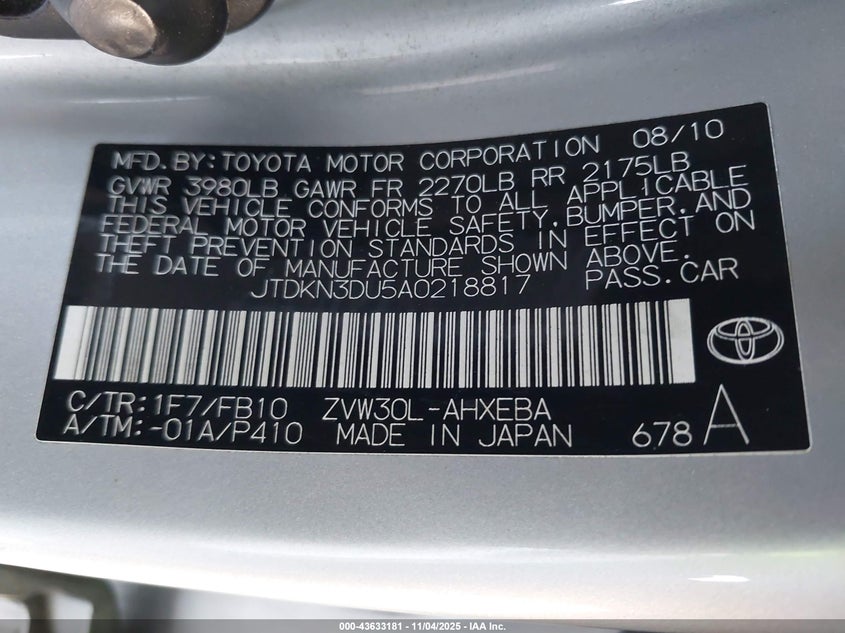 MFD. BY: TOYOTA MOTOR CORPORATION 08/10
GVWR 3980LB GAWR FR 2270LB RR 2175LB
THIS VEHICLE CONFORMS TO ALL APPLICABLE
FEDERAL MOTOR VEHICLE SAFETY, BUMPER, AND
THEFT PREVENTION STANDARDS IN EFFECT ON
THE DATE OF MANUFACTURE SHOWN ABOVE.
JTDKN3DU5A0218817 PASS. CAR
C/TR: 1F7/FB10 ZVW30L-AHXEBA
A/TM: -01A/P410 MADE IN JAPAN 678 A
000-43633181 - 11/04/2025 - IAA Inc.